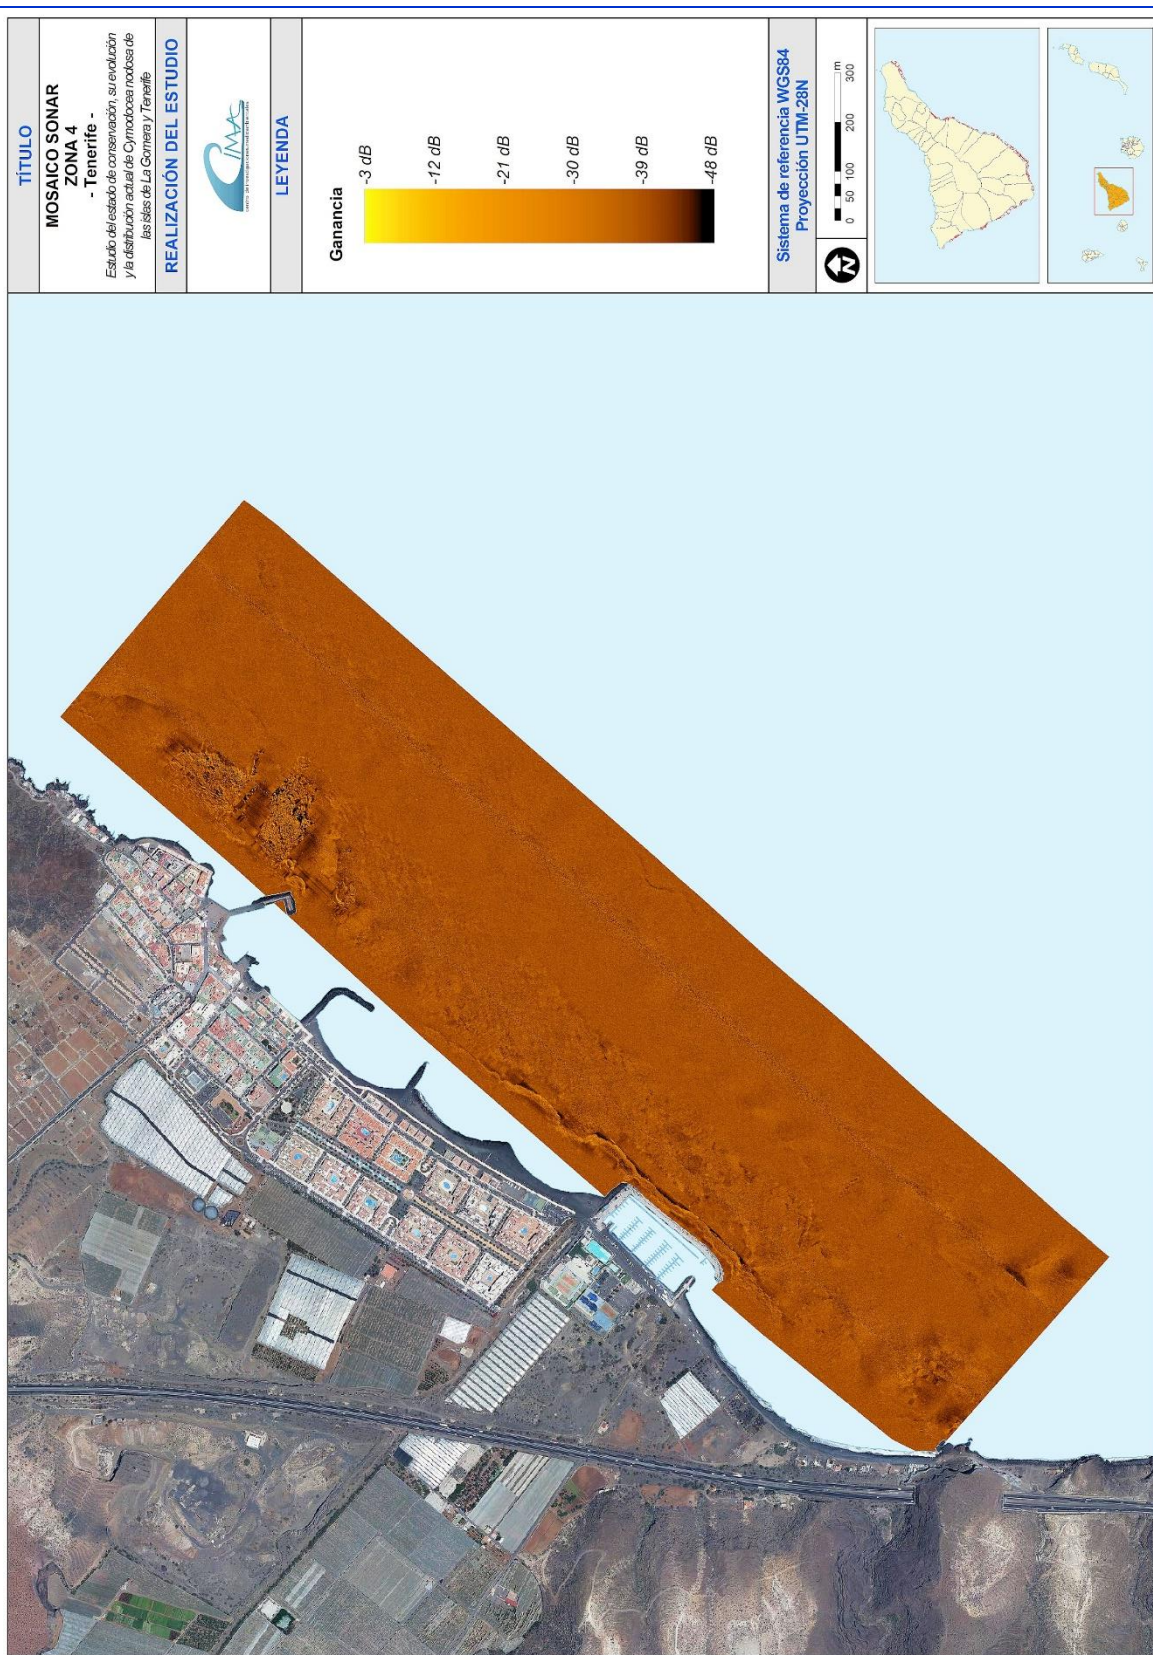 TÍTULO
MOSAICO SONAR
ZONA 4
- Tenerife -
Estudio del estado de conservación, su evolución
y la distribución actual de Cymodocea nodosa de
las islas de La Gomera y Tenerife
REALIZACIÓN DEL ESTUDIO
CIMA
LEYENDA
Ganancia
-3 dB
-12 dB
-21 dB
-30 dB
-39 dB
-48 dB
Sistema de referencia WGS84
Proyección UTM-28N
N
0 50 100 200 300
m